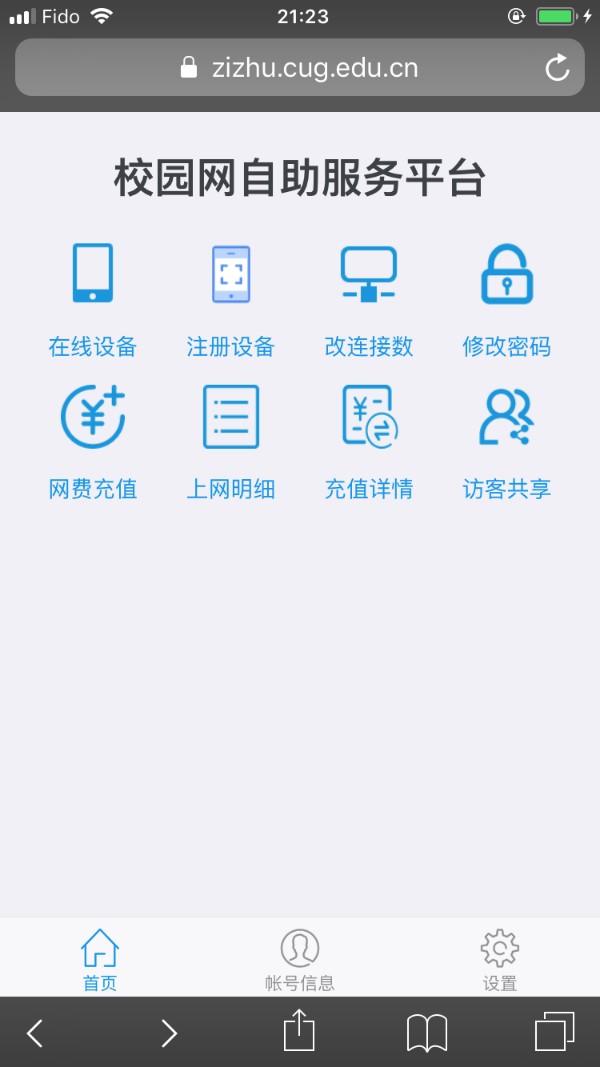 Fido 21:23
zizhu.cug.edu.cn
校园网自助服务平台
在线设备 注册设备 改连接数 修改密码
网费充值 上网明细 充值详情 访客共享
首页 帐号信息 设置